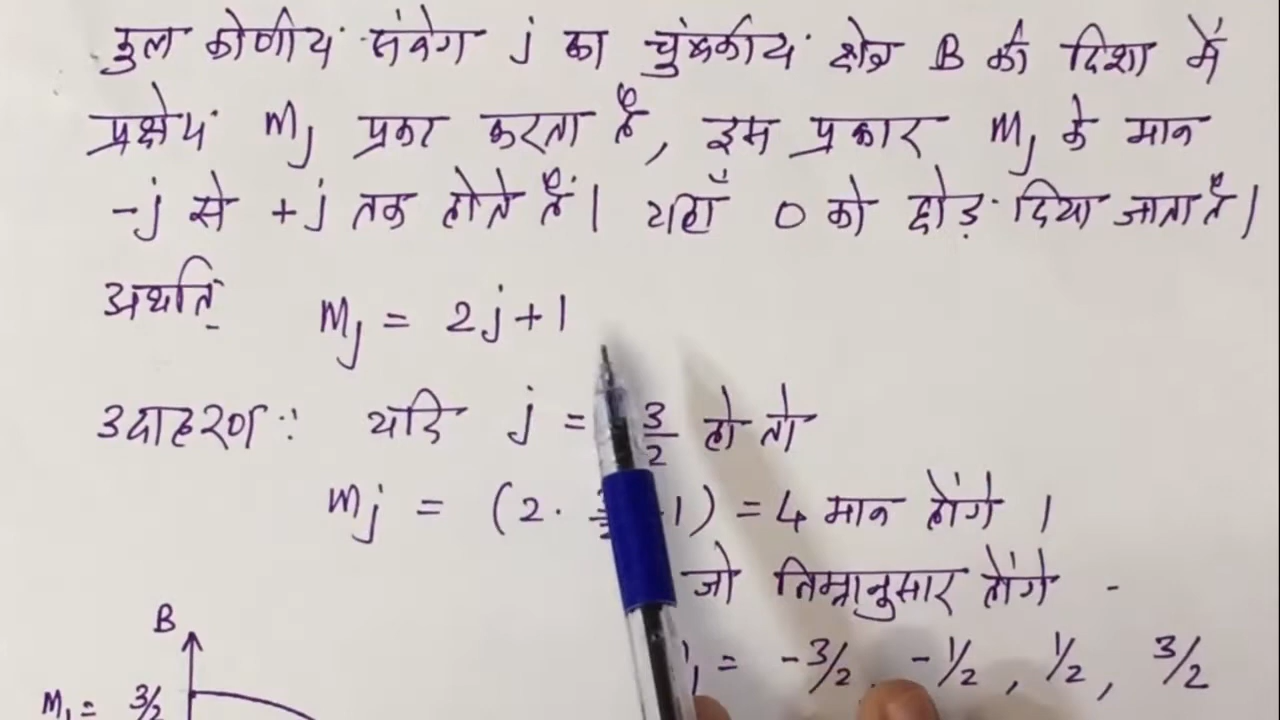 कुल कोणीय संवेग j का चुंबकीय क्षेत्र B की दिशा में
प्रक्षेप mj प्रकट करता है, इस प्रकार mj के मान
-j से +j तक होते हैं। यहाँ 0 को छोड़ दिया जाता है।
अर्थात्
mj = 2j+1
उदाहरण: यदि j = 3/2 हो तो
mj = (2. 1) = 4 मान होंगे ।
जो निम्नानुसार होंगे -
= -3/2, -1/2, 1/2, 3/2
B
mj = 3/2